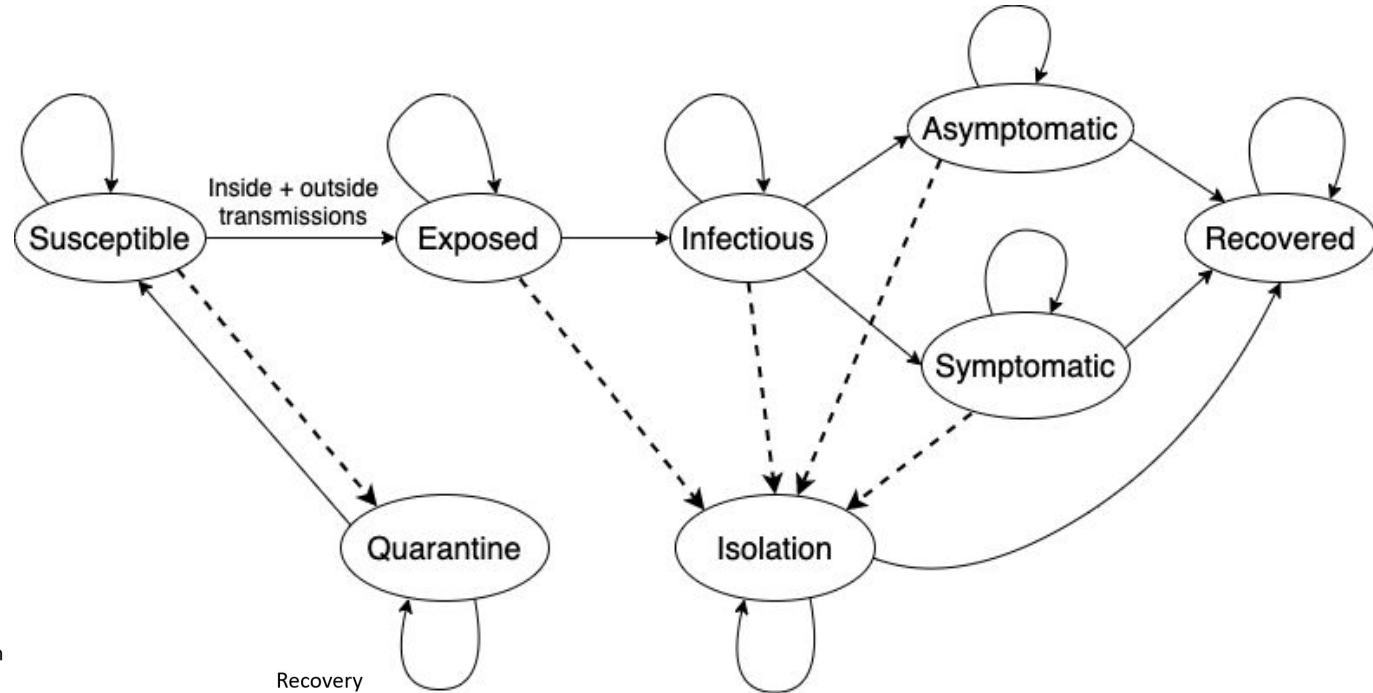 Asymptomatic
Inside + outside
transmissions
Susceptible
Exposed
Infectious
Recovered
Symptomatic
Quarantine
Isolation
n
Recovery